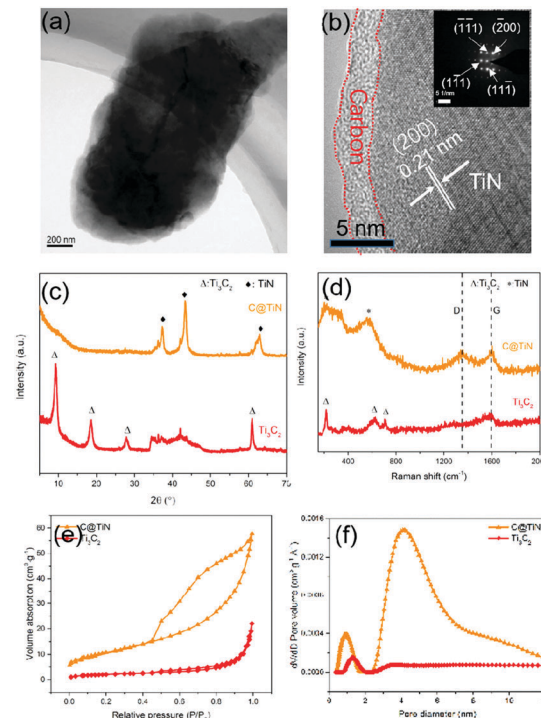 (a)
200 nm
(b)
(1̄1̄1)
(2̄00)
(11̄1)
(111̄)
5 1/nm
Carbon
(200)
0.21 nm
TiN
5 nm
(c)
Δ:Ti₃C₂ ◆: TiN
C@TiN
Ti₃C₂
Intensity (a.u.)
10 20 30 40 50 60 70
2θ (°)
(d)
Δ:Ti₃C₂ * TiN
D
G
C@TiN
Ti₃C₂
400 800 1200 1600 2000
Raman shift (cm⁻¹)
(e)
C@TiN
Ti₃C₂
Volume absorption (cm³ g⁻¹)
60
50
40
30
20
10
0
0.0 0.2 0.4 0.6 0.8 1.0
Relative pressure (P/P₀)
(f)
C@TiN
Ti₃C₂
dV/dD Pore volume (cm³ g⁻¹ Å⁻¹)
0.0016
0.0012
0.0008
0.0004
0.0000
0 2 4 6 8 10
Pore diameter (nm)